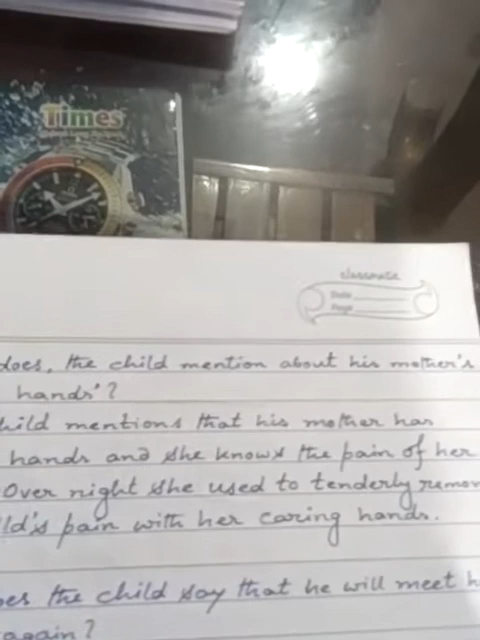 Times
classmate
Date
Page
does, the child mention about his mother's
hands'?
hild mentions that his mother has
hands and she knows the pain of her
Over night she used to tenderly remov
ld's pain with her caring hands.
oes the child say that he will meet h
again?